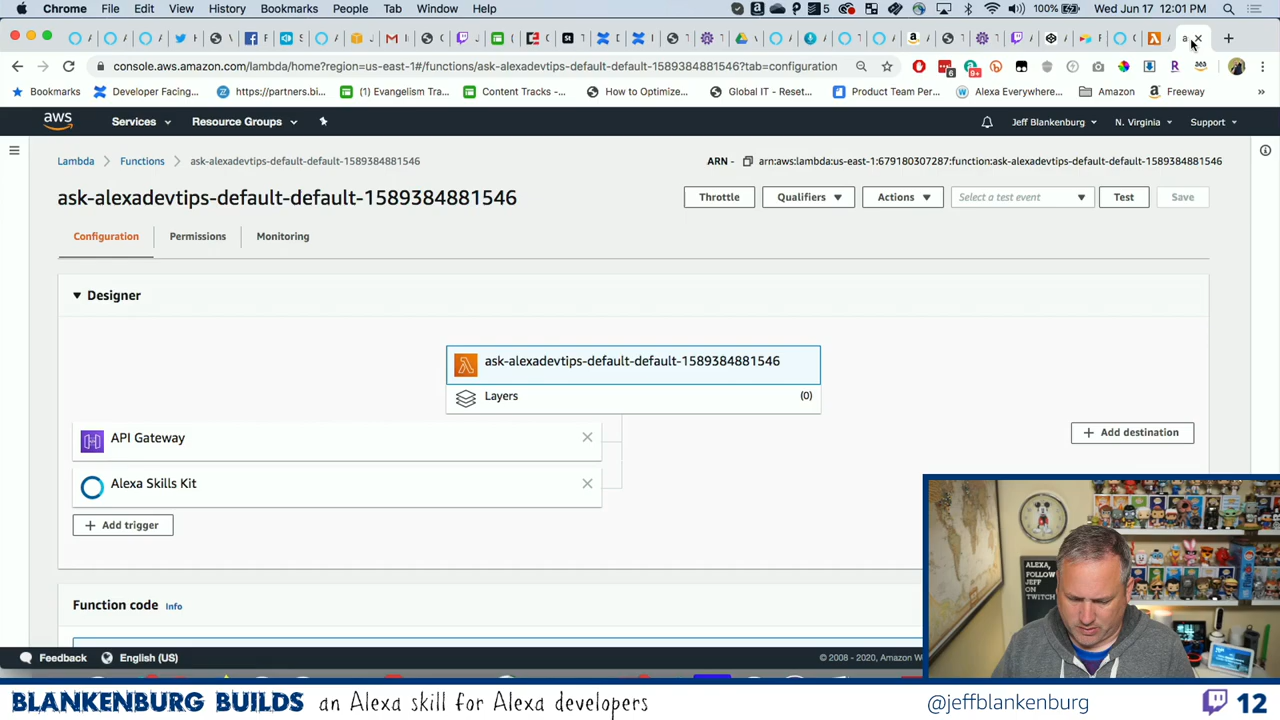 Chrome File Edit View History Bookmarks People Tab Window Help
5 100% Wed Jun 17 12:01 PM
console.aws.amazon.com/lambda/home?region=us-east-1#/functions/ask-alexadevtips-default-default-1589384881546?tab=configuration
Bookmarks Developer Facing... https://partners.bi... (1) Evangelism Tra... Content Tracks -... How to Optimize... Global IT - Reset... Product Team Per... Alexa Everywhere... Amazon Freeway »
aws Services Resource Groups Jeff Blankenburg N. Virginia Support
Lambda Functions ask-alexadevtips-default-default-1589384881546 ARN - arn:aws:lambda:us-east-1:679180307287:function:ask-alexadevtips-default-default-1589384881546
ask-alexadevtips-default-default-1589384881546 Throttle Qualifiers Actions Select a test event Test Save
Configuration Permissions Monitoring
Designer
ask-alexadevtips-default-default-1589384881546
Layers (0)
API Gateway
Add destination
Alexa Skills Kit
Add trigger
Function code Info
ALEXA,
FOLLOW
JEFF
ON
TWITCH
Feedback English (US) © 2008 - 2020, Amazon
BLANKENBURG BUILDS an Alexa skill for Alexa developers @jeffblankenburg 12